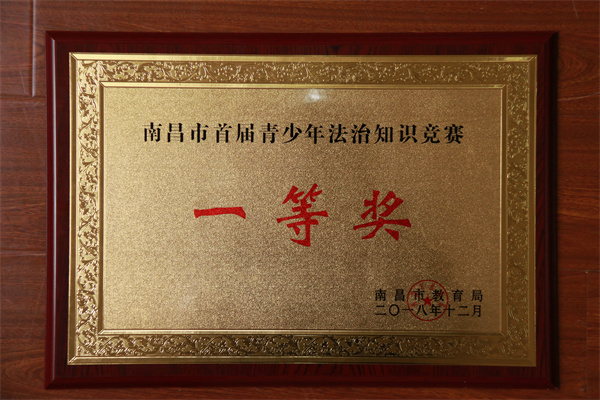 南昌市首届青少年法治知识竞赛
一等奖
南昌市教育局
二〇一八年十二月